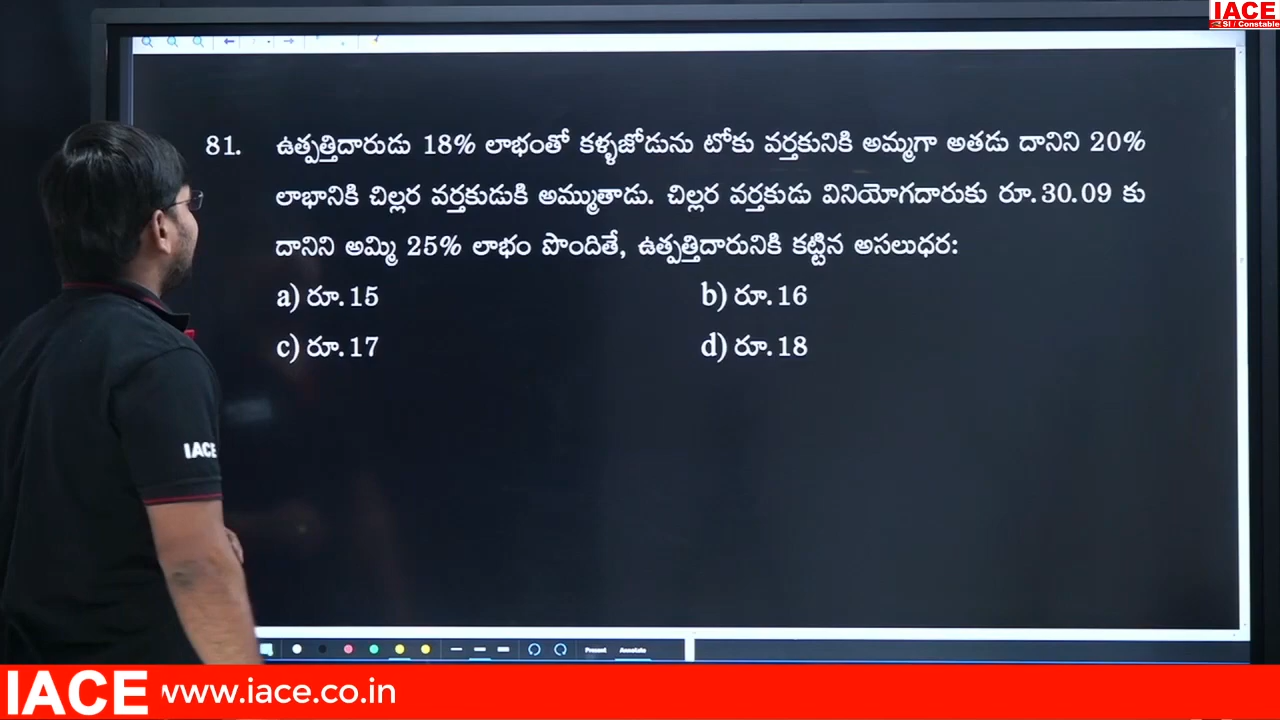 IACE
SI / Constable
81. ఉత్పత్తిదారుడు 18% లాభంతో కళ్ళజోడును టోకు వర్తకునికి అమ్మగా అతడు దానిని 20%
లాభానికి చిల్లర వర్తకుడుకి అమ్ముతాడు. చిల్లర వర్తకుడు వినియోగదారుకు రూ.30.09 కు
దానిని అమ్మి 25% లాభం పొందితే, ఉత్పత్తిదారునికి కట్టిన అసలుధర:
a) రూ.15 b) రూ.16
c) రూ.17 d) రూ.18
IACE
Present Annotate
IACE www.iace.co.in